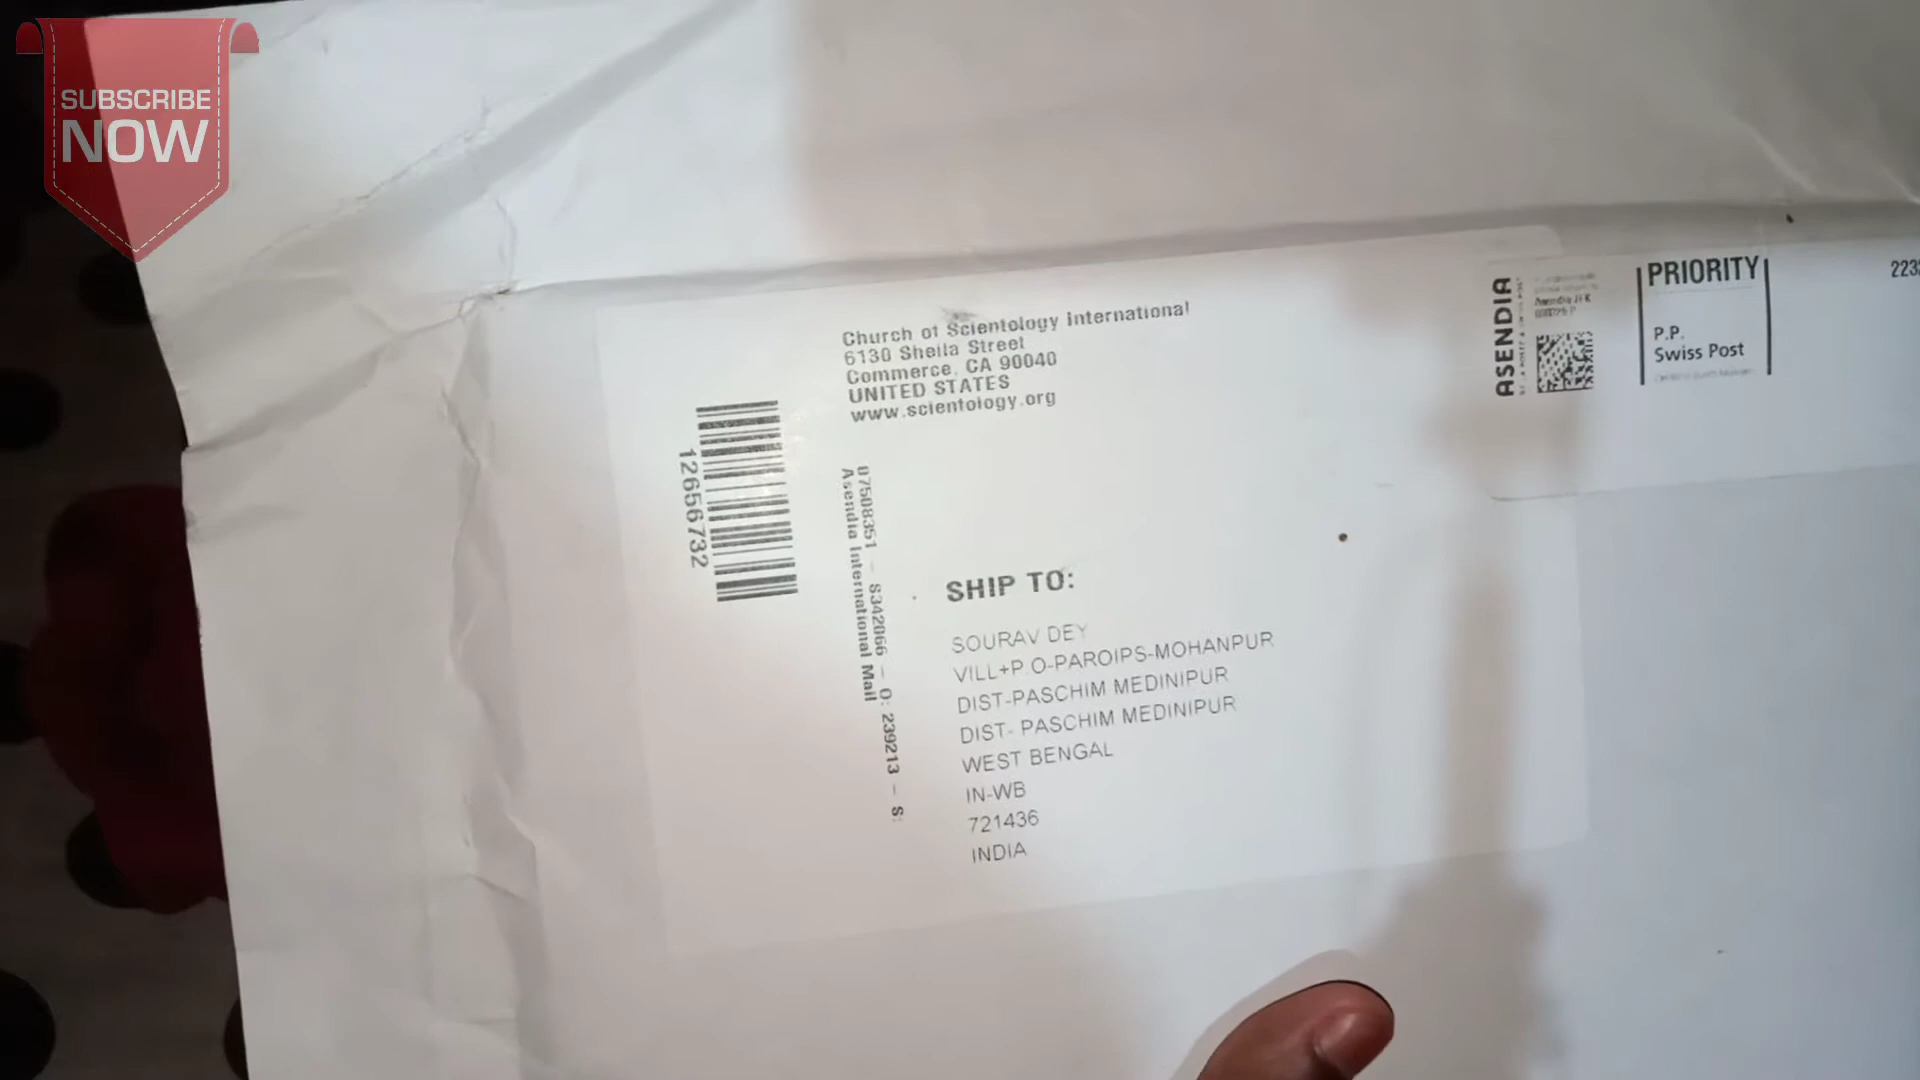 SUBSCRIBE
NOW
Church of Scientology International
6130 Sheila Street
Commerce, CA 90040
UNITED STATES
www.scientology.org
12656732
07508351 - S342066 - O: 239213 - S:
Asendia International Mail
ASENDIA
Asendia
PRIORITY
P.P.
Swiss Post
223
SHIP TO:
SOURAV DEY
VILL+P.O-PAROIPS-MOHANPUR
DIST-PASCHIM MEDINIPUR
DIST- PASCHIM MEDINIPUR
WEST BENGAL
IN-WB
721436
INDIA